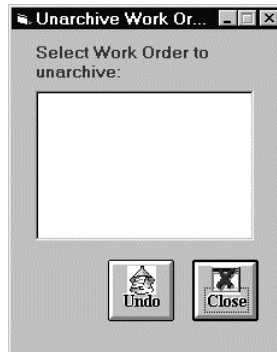 Unarchive Work Or...
Select Work Order to
unarchive:
Undo
Close